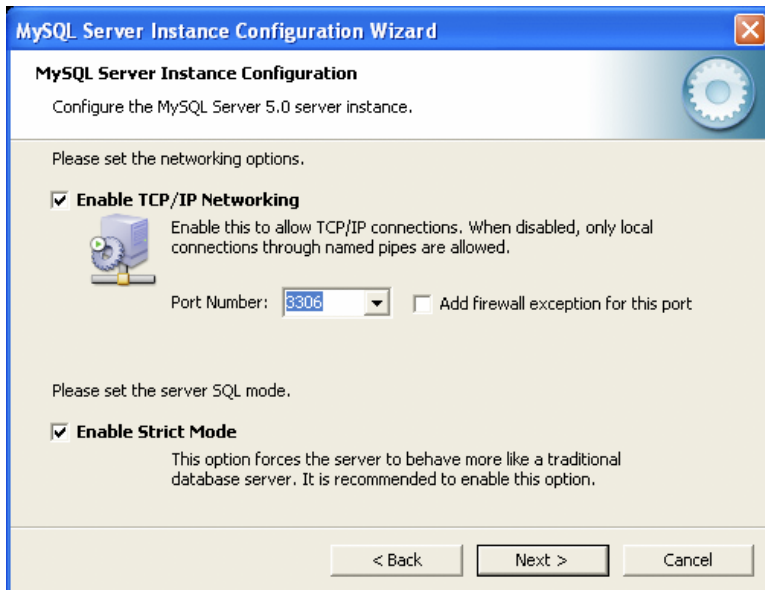 MySQL Server Instance Configuration Wizard
MySQL Server Instance Configuration
Configure the MySQL Server 5.0 server instance.
Please set the networking options.
Enable TCP/IP Networking
Enable this to allow TCP/IP connections. When disabled, only local
connections through named pipes are allowed.
Port Number: 3306 Add firewall exception for this port
Please set the server SQL mode.
Enable Strict Mode
This option forces the server to behave more like a traditional
database server. It is recommended to enable this option.
< Back Next > Cancel